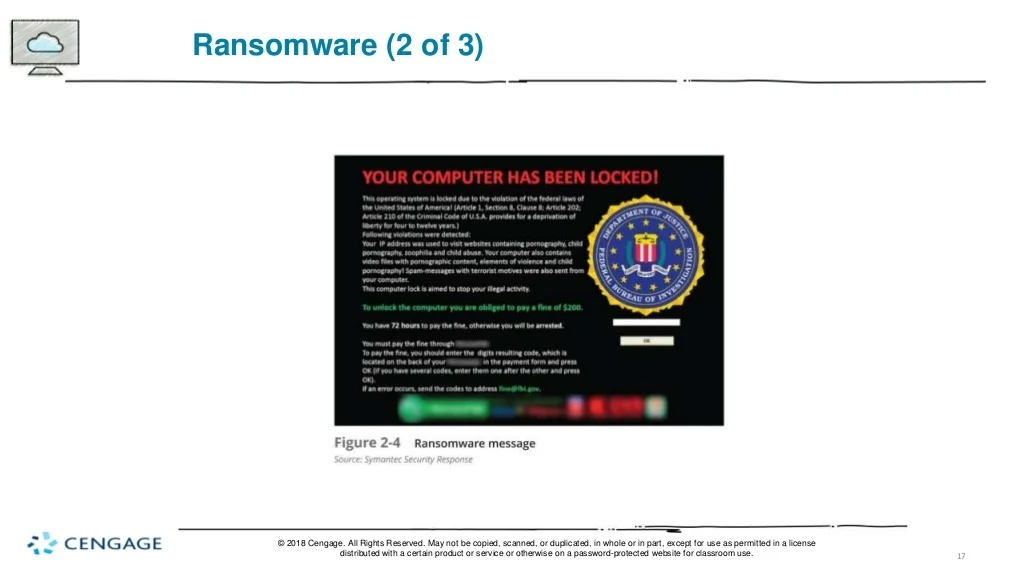 Ransomware (2 of 3)
YOUR COMPUTER HAS BEEN LOCKED!
This operating system is locked due to the violation of the federal laws of
the United States of America! (Article 1, Section 8, Clause 8; Article 202;
Article 210 of the Criminal Code of U.S.A. provides for a deprivation of
liberty for four to twelve years.)
Following violations were detected:
Your IP address was used to visit websites containing pornography, child
pornography, zoophilia and child abuse. Your computer also contains
video files with pornographic content, elements of violence and child
pornography! Spam-messages with terrorist motives were also sent from
your computer.
This computer lock is aimed to stop your illegal activity.
To unlock the computer you are obliged to pay a fine of $200.
You have 72 hours to pay the fine, otherwise you will be arrested.
You must pay the fine through
To pay the fine, you should enter the digits resulting code, which is
located on the back of your in the payment form and press
OK (if you have several codes, enter them one after the other and press
OK).
If an error occurs, send the codes to address fine@fbi.gov.
DEPARTMENT OF JUSTICE
FEDERAL BUREAU OF INVESTIGATION
OK
Figure 2-4 Ransomware message
Source: Symantec Security Response
CENGAGE
© 2018 Cengage. All Rights Reserved. May not be copied, scanned, or duplicated, in whole or in part, except for use as permitted in a license
distributed with a certain product or service or otherwise on a password-protected website for classroom use.
17